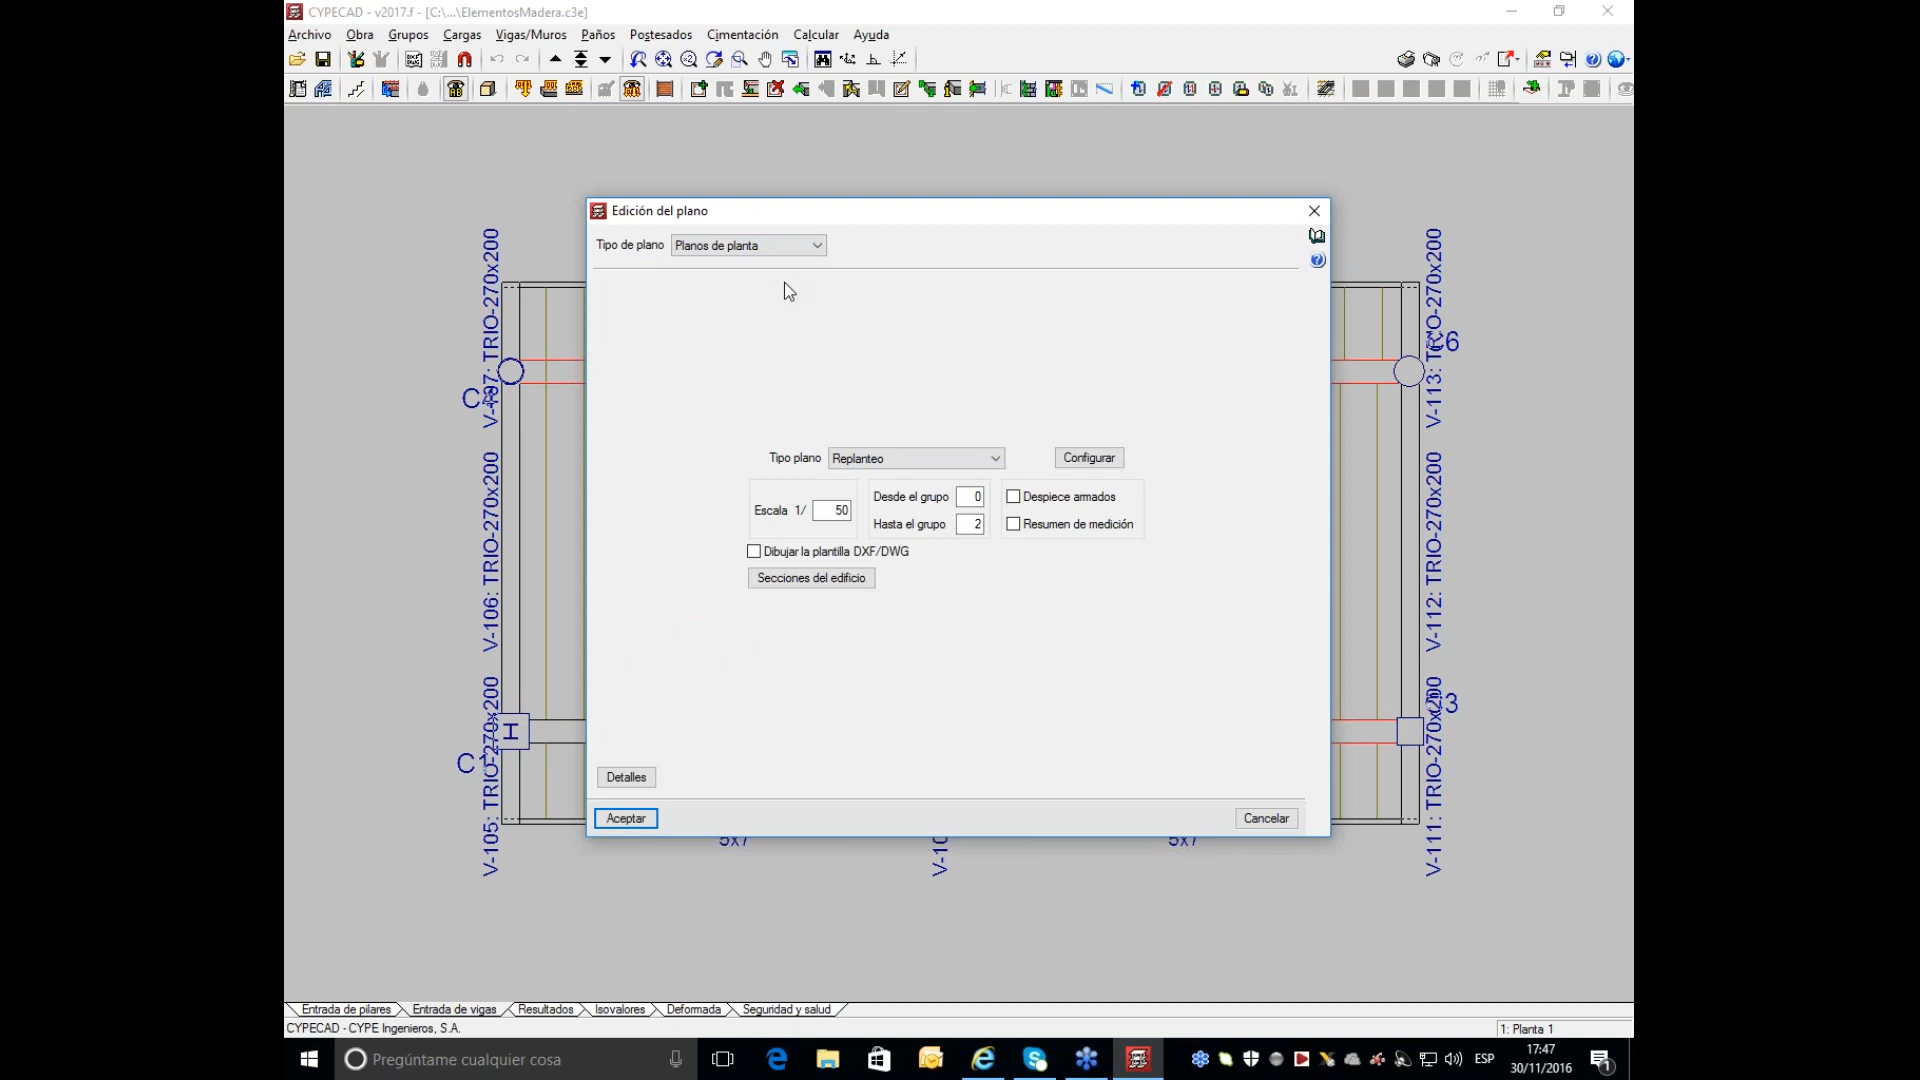 CYPECAD - v2017.f - [C:\...\ElementosMadera.c3e]
Archivo Obra Grupos Cargas Vigas/Muros Paños Postesados Cimentación Calcular Ayuda
Edición del plano
Tipo de plano Planos de planta
Tipo plano Replanteo Configurar
Escala 1/ 50
Desde el grupo 0
Hasta el grupo 2
Despiece armados
Resumen de medición
Dibujar la plantilla DXF/DWG
Secciones del edificio
Detalles
Aceptar Cancelar
TRIO-270x200
V-106: TRIO-270x200
V-105: TRIO-270x200
V-113:
C6
V-112: TRIO-270x200
V-111: TRIO-270x200
5x7
V-10
5x7
Entrada de pilares Entrada de vigas Resultados Isovalores Deformada Seguridad y salud
CYPECAD - CYPE Ingenieros, S.A.
1: Planta 1
Pregúntame cualquier cosa
ESP
17:47
30/11/2016
1